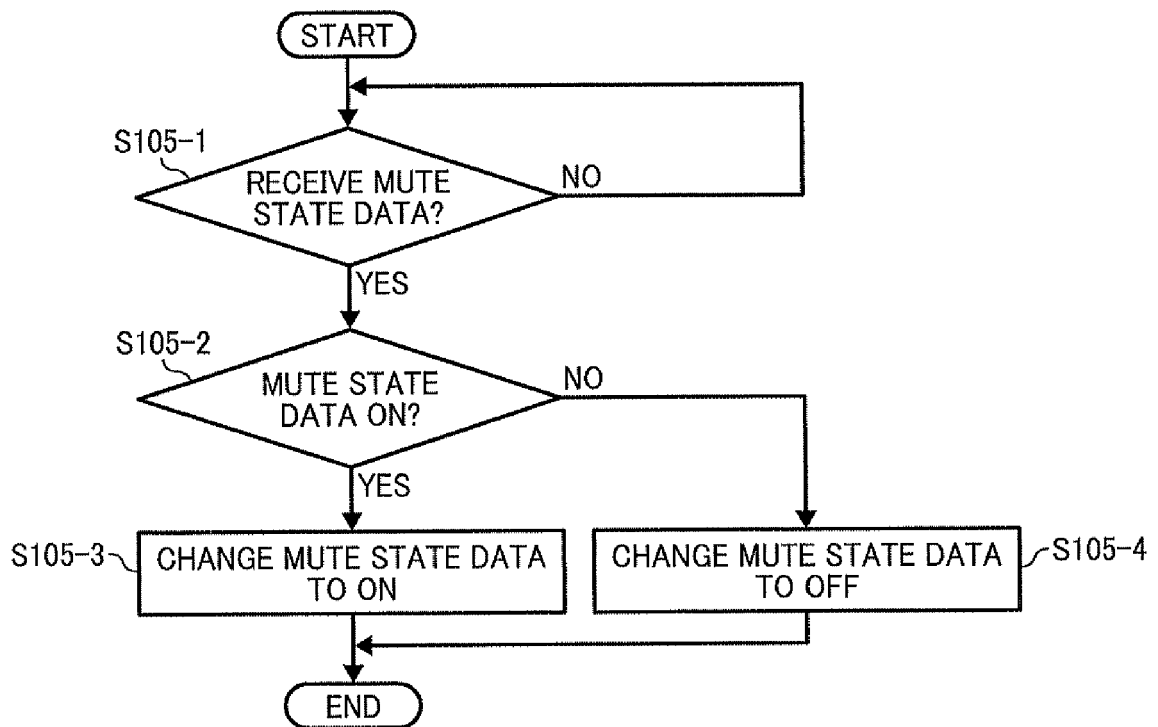 START
S105-1
RECEIVE MUTE
STATE DATA?
NO
YES
S105-2
MUTE STATE
DATA ON?
NO
YES
S105-3
CHANGE MUTE STATE DATA
TO ON
CHANGE MUTE STATE DATA
TO OFF
S105-4
END